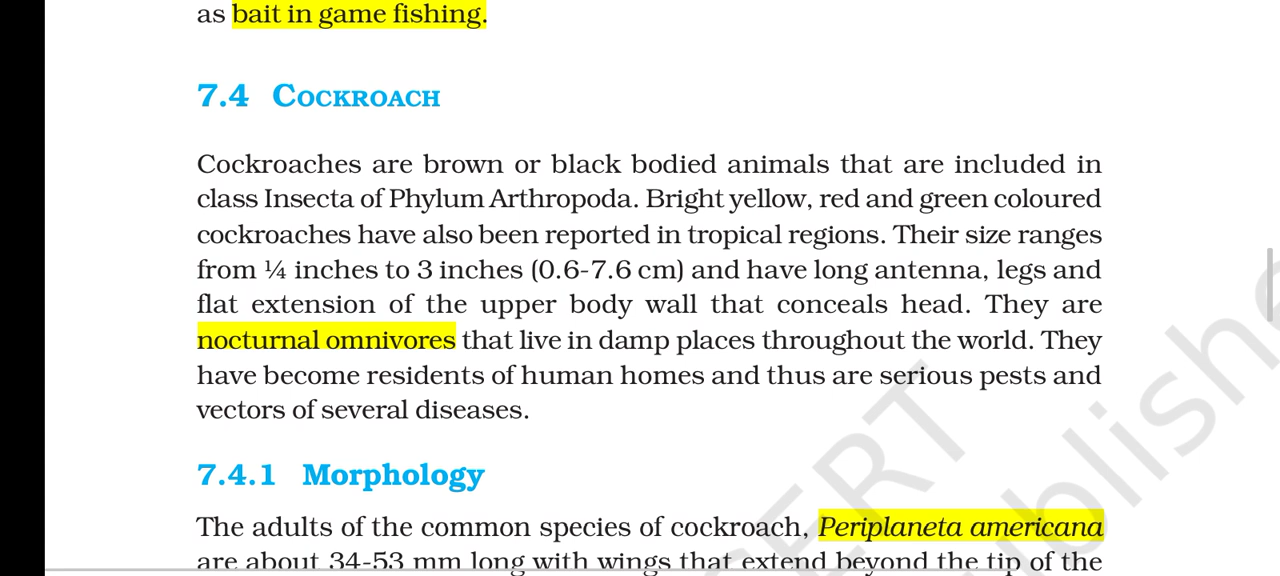 as bait in game fishing.
7.4 COCKROACH
Cockroaches are brown or black bodied animals that are included in
class Insecta of Phylum Arthropoda. Bright yellow, red and green coloured
cockroaches have also been reported in tropical regions. Their size ranges
from ¼ inches to 3 inches (0.6-7.6 cm) and have long antenna, legs and
flat extension of the upper body wall that conceals head. They are
nocturnal omnivores that live in damp places throughout the world. They
have become residents of human homes and thus are serious pests and
vectors of several diseases.
7.4.1 Morphology
The adults of the common species of cockroach, Periplaneta americana
are about 34-53 mm long with wings that extend beyond the tip of the